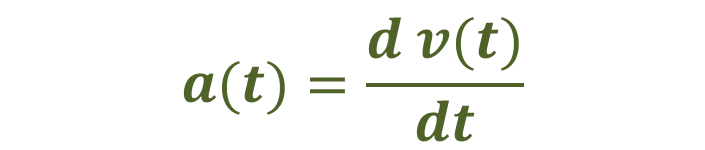 a(t) = d v(t) / dt